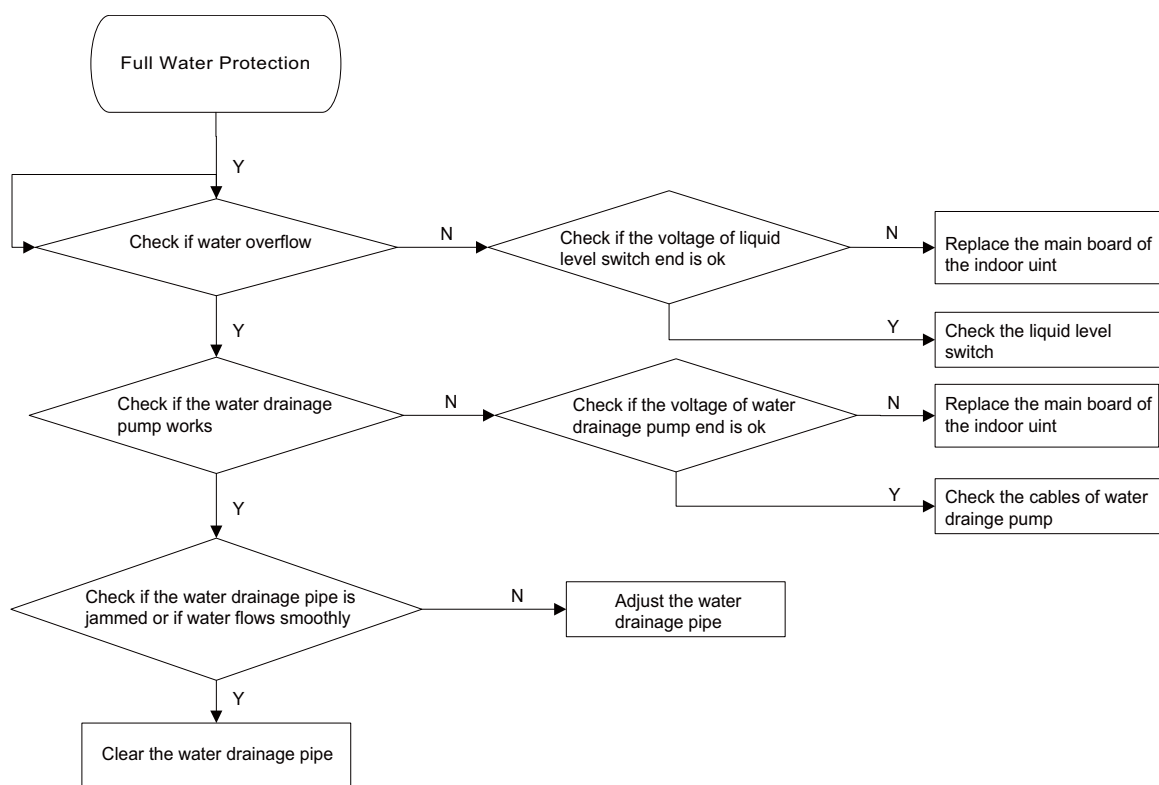 Full Water Protection
Y
Check if water overflow
N
Check if the voltage of liquid
level switch end is ok
N
Replace the main board of
the indoor uint
Y
Y
Check the liquid level
switch
Check if the water drainage
pump works
N
Check if the voltage of water
drainage pump end is ok
N
Replace the main board of
the indoor uint
Y
Y
Check the cables of water
drainge pump
Check if the water drainage pipe is
jammed or if water flows smoothly
N
Adjust the water
drainage pipe
Y
Clear the water drainage pipe